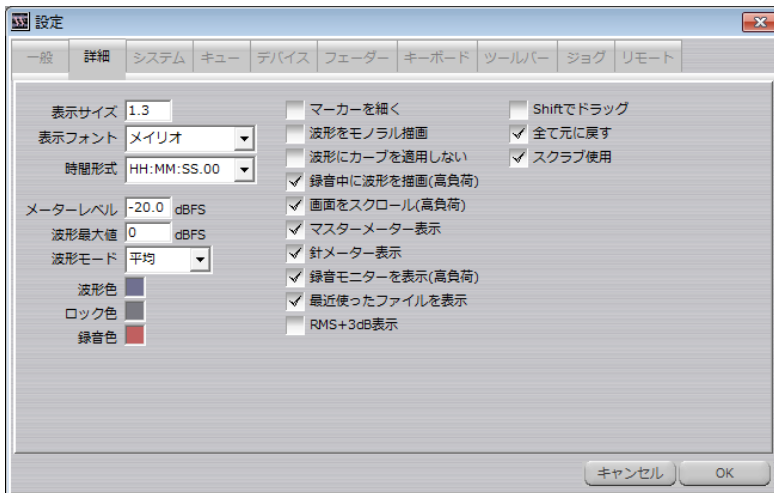 設定
一般 詳細 システム キュー デバイス フェーダー キーボード ツールバー ジョグ リモート
表示サイズ 1.3
表示フォント メイリオ
時間形式 HH:MM:SS.00
メーターレベル -20.0 dBFS
波形最大値 0 dBFS
波形モード 平均
波形色
ロック色
録音色
マーカーを細く
波形をモノラル描画
波形にカーブを適用しない
録音中に波形を描画(高負荷)
画面をスクロール(高負荷)
マスターメーター表示
針メーター表示
録音モニターを表示(高負荷)
最近使ったファイルを表示
RMS+3dB表示
Shiftでドラッグ
全て元に戻す
スクラブ使用
キャンセル OK